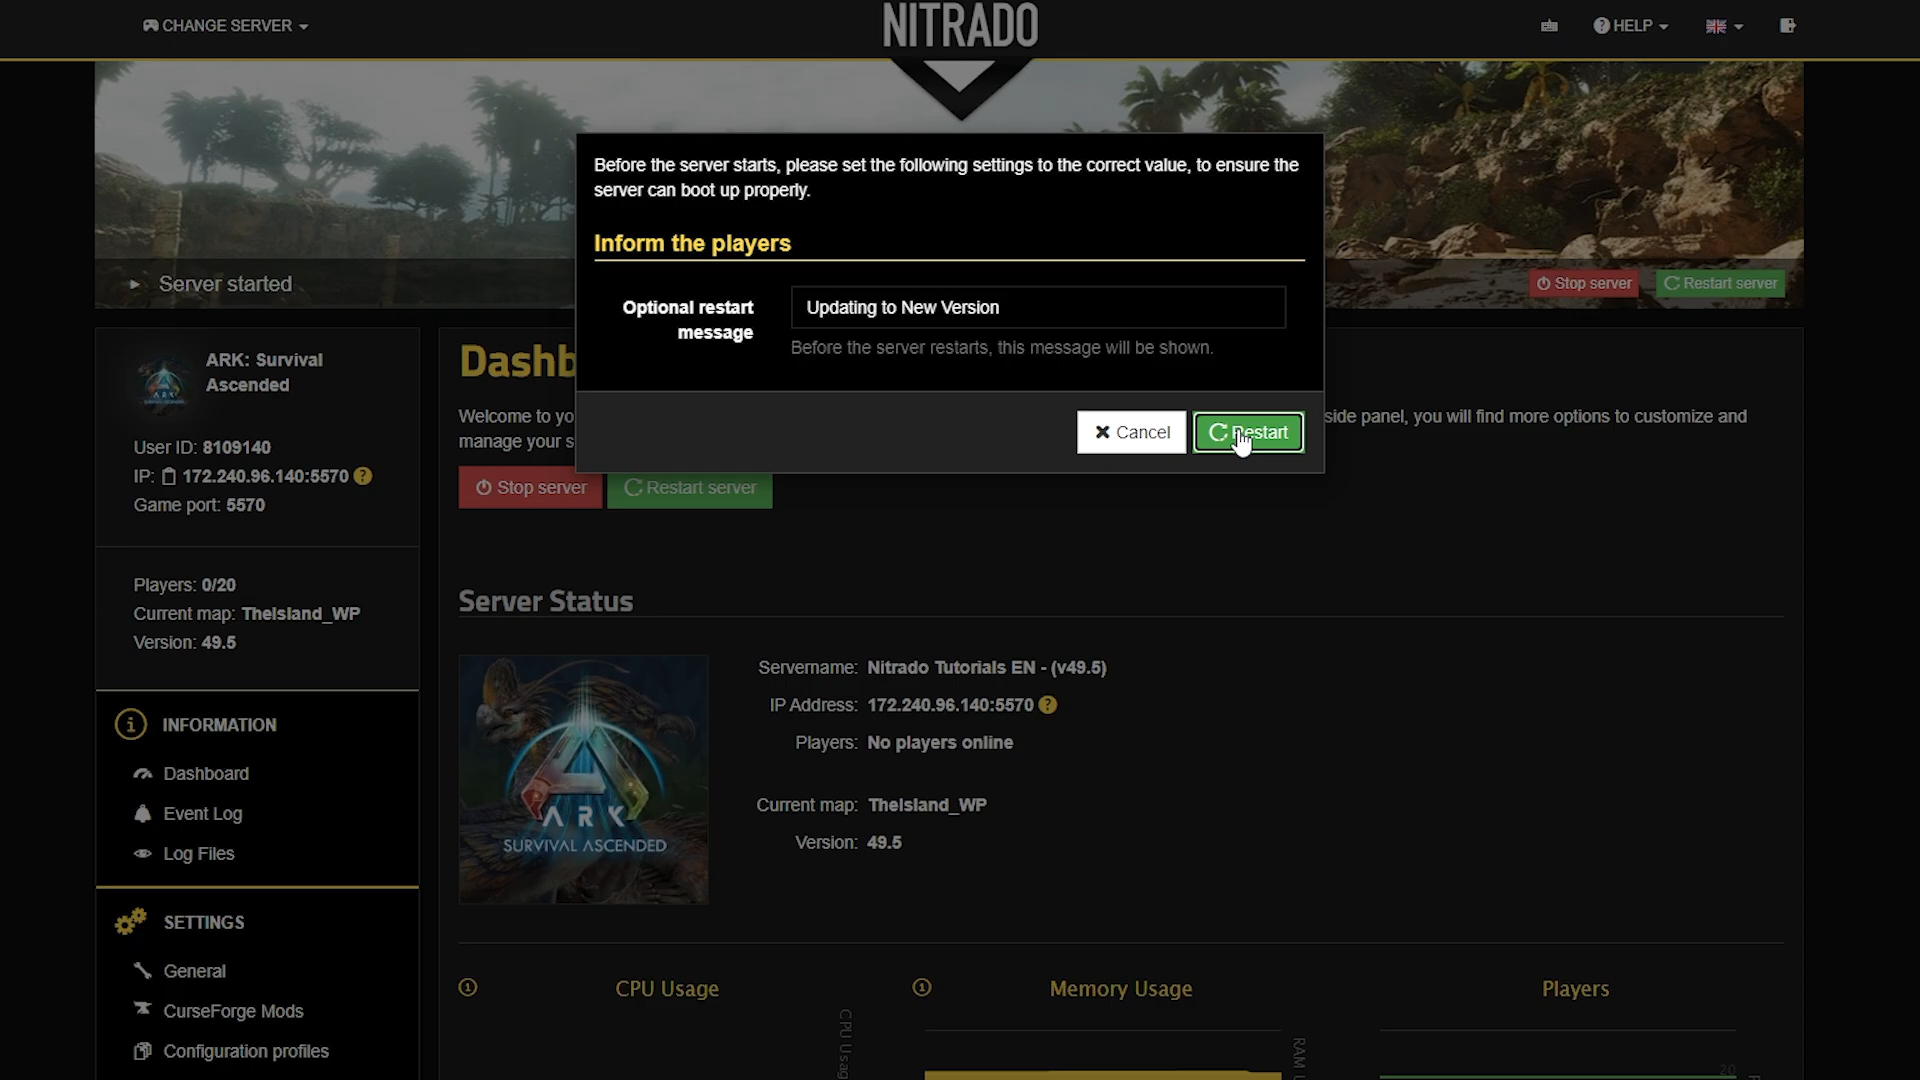 CHANGE SERVER
NITRADO
HELP
Before the server starts, please set the following settings to the correct value, to ensure the
server can boot up properly.
Inform the players
Optional restart
message
Updating to New Version
Before the server restarts, this message will be shown.
Cancel
Restart
Server started
Stop server
Restart server
ARK: Survival
Ascended
User ID: 8109140
IP: 172.240.96.140:5570
Game port: 5570
Players: 0/20
Current map: TheIsland_WP
Version: 49.5
INFORMATION
Dashboard
Event Log
Log Files
SETTINGS
General
CurseForge Mods
Configuration profiles
Dashb
Welcome to yo
side panel, you will find more options to customize and
manage your s
Stop server
Restart server
Server Status
ARK
SURVIVAL ASCENDED
Servername: Nitrado Tutorials EN - (v49.5)
IP Address: 172.240.96.140:5570
Players: No players online
Current map: TheIsland_WP
Version: 49.5
CPU Usage
Memory Usage
Players
CPU Usag
RAM U
20